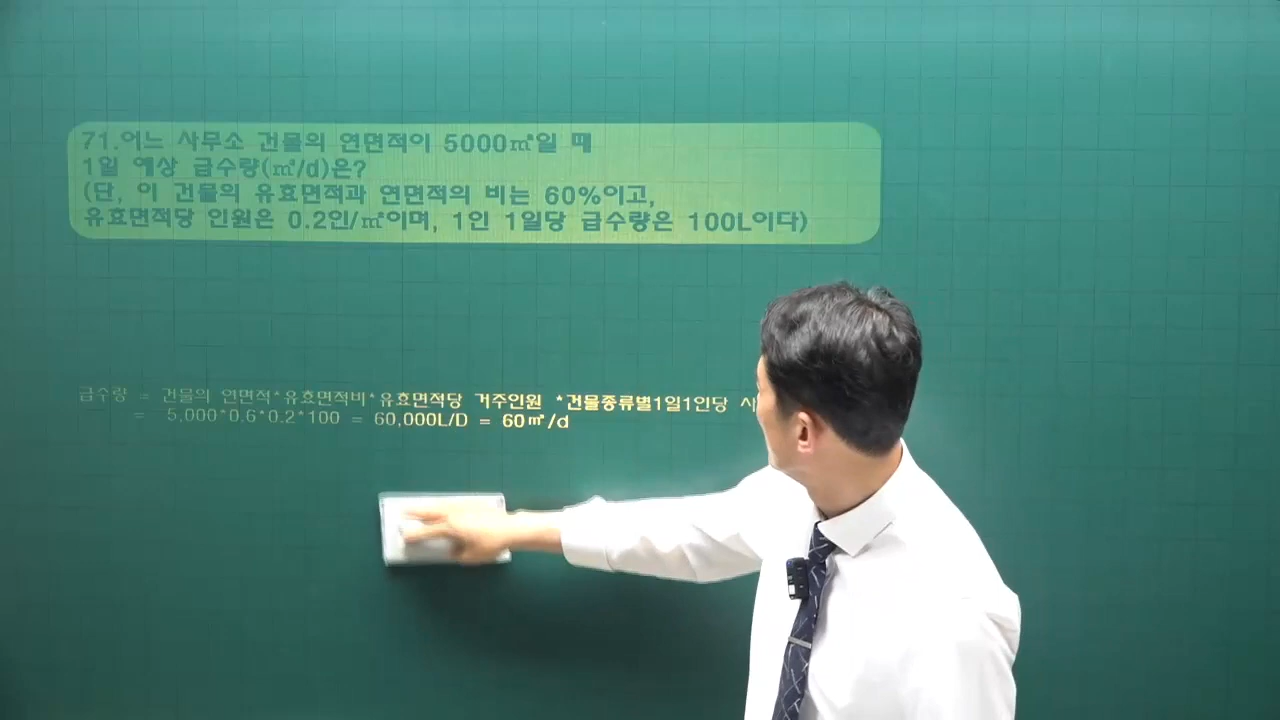 71.어느 사무소 건물의 연면적이 5000㎡일 때
1일 예상 급수량(㎥/d)은?
(단, 이 건물의 유효면적과 연면적의 비는 60%이고,
유효면적당 인원은 0.2인/㎡이며, 1인 1일당 급수량은 100L이다)
급수량 = 건물의 연면적*유효면적비*유효면적당 거주인원 *건물종류별1일1인당
= 5,000*0.6*0.2*100 = 60,000L/D = 60㎥/d